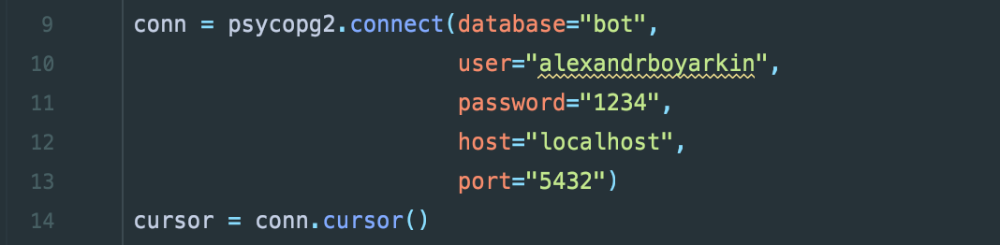 9 conn = psycopg2.connect(database="bot",
10 user="alexandrboyarkin",
11 password="1234",
12 host="localhost",
13 port="5432")
14 cursor = conn.cursor()